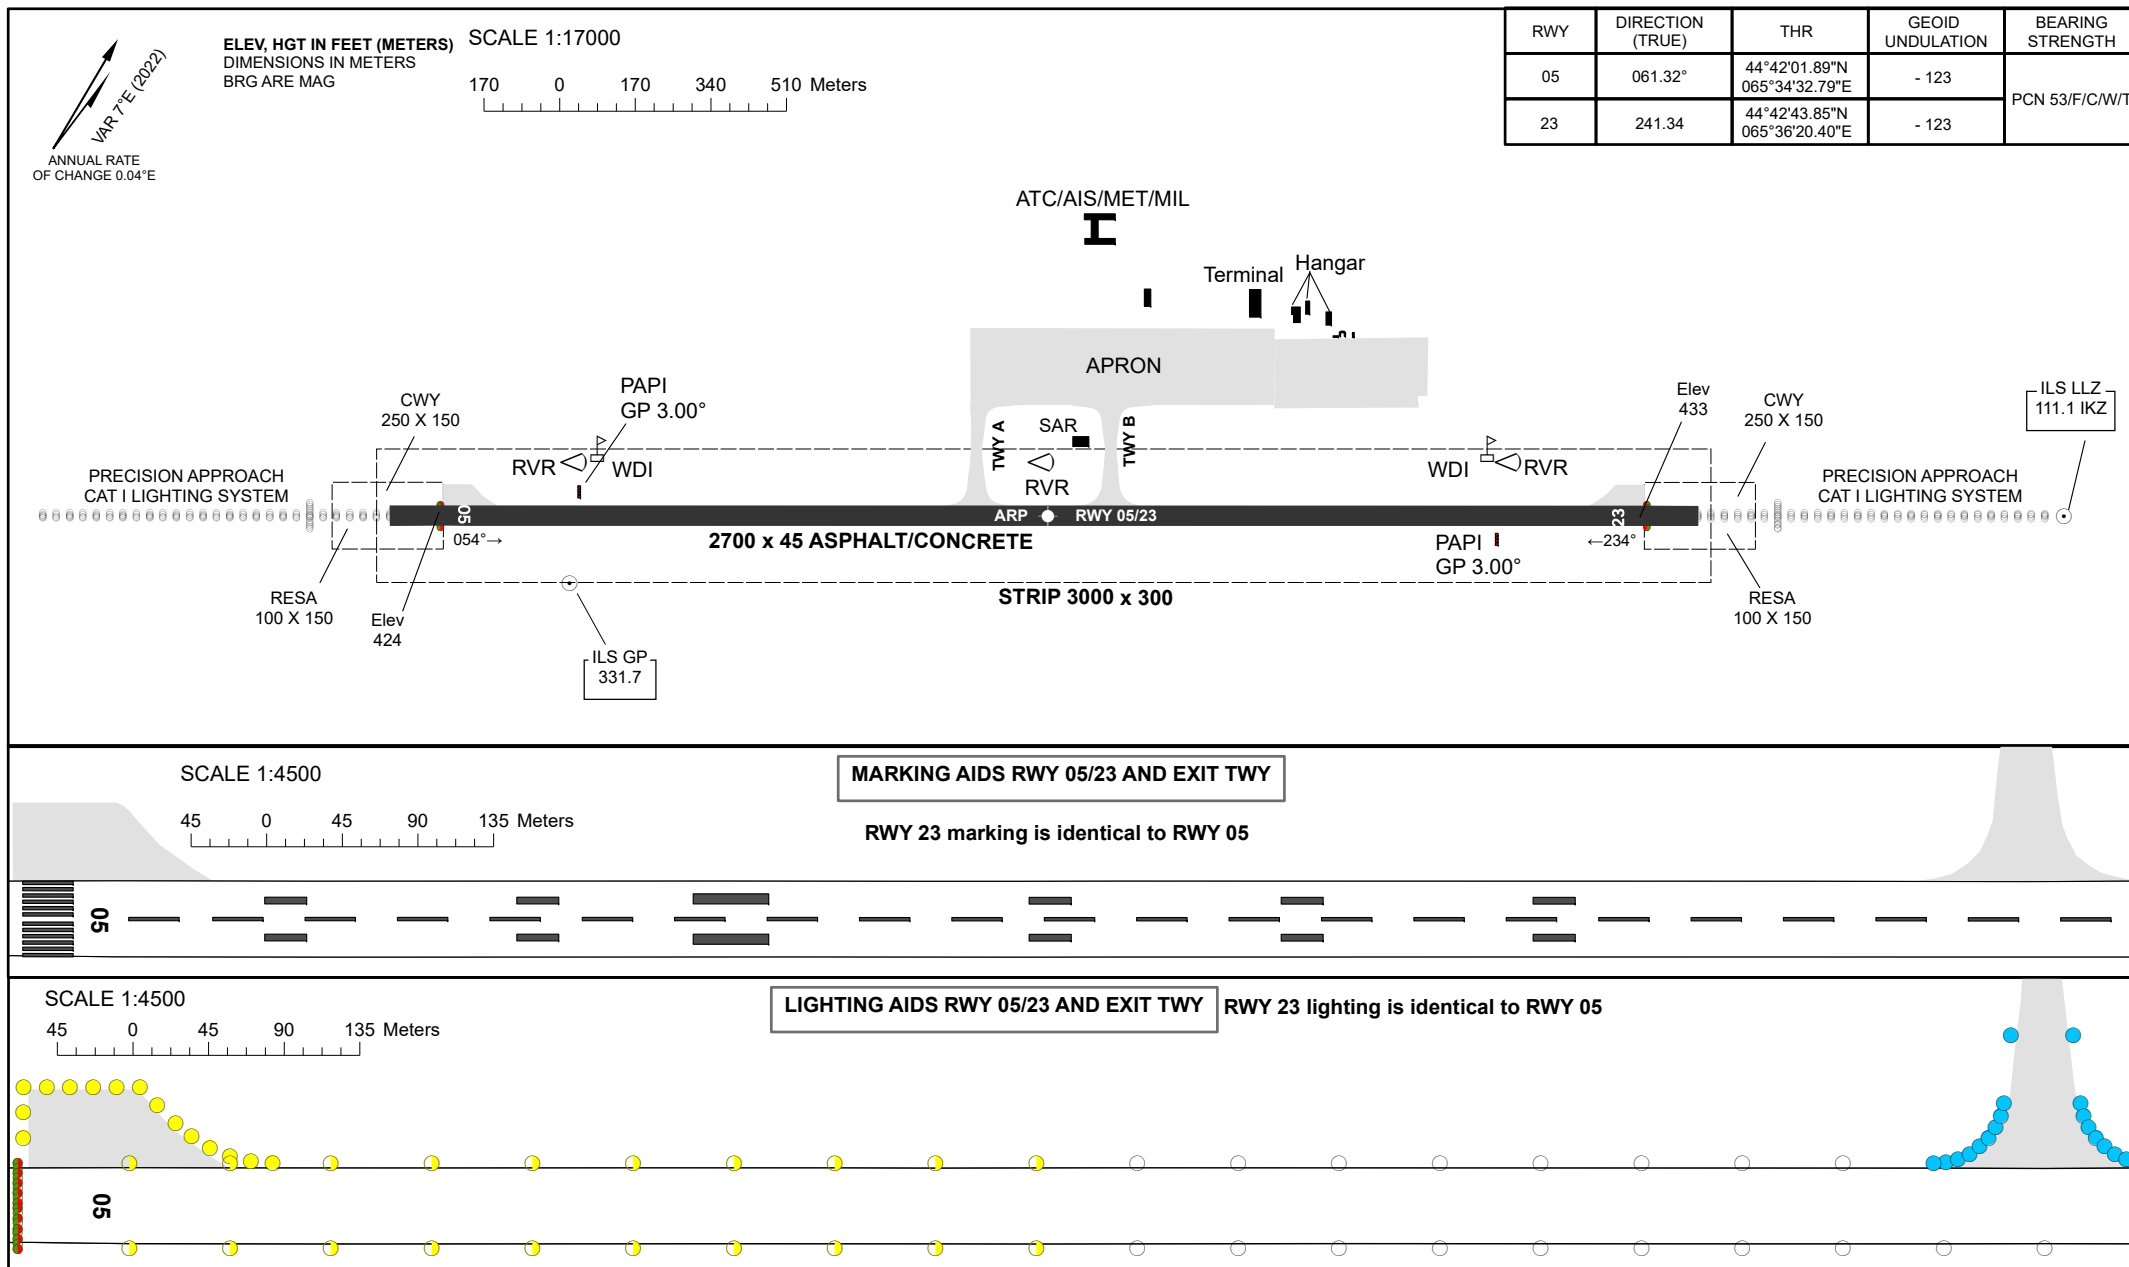 ELEV, HGT IN FEET (METERS)
DIMENSIONS IN METERS
BRG ARE MAG
SCALE 1:17000
170 0 170 340 510 Meters
VAR 7°E (2022)
ANNUAL RATE
OF CHANGE 0.04°E
RWY
DIRECTION
(TRUE)
THR
GEOID
UNDULATION
BEARING
STRENGTH
05
061.32°
44°42'01.89"N
065°34'32.79"E
- 123
PCN 53/F/C/W/T
23
241.34
44°42'43.85"N
065°36'20.40"E
- 123
ATC/AIS/MET/MIL
Terminal
Hangar
APRON
PAPI
GP 3.00°
CWY
250 X 150
Elev
433
CWY
250 X 150
ILS LLZ
111.1 IKZ
SAR
TWY A
TWY B
RVR
WDI
RVR
WDI
RVR
PRECISION APPROACH
CAT I LIGHTING SYSTEM
PRECISION APPROACH
CAT I LIGHTING SYSTEM
05
ARP
RWY 05/23
23
054°→
2700 x 45 ASPHALT/CONCRETE
PAPI
GP 3.00°
←234°
RESA
100 X 150
Elev
424
STRIP 3000 x 300
RESA
100 X 150
ILS GP
331.7
SCALE 1:4500
45 0 45 90 135 Meters
MARKING AIDS RWY 05/23 AND EXIT TWY
RWY 23 marking is identical to RWY 05
05
SCALE 1:4500
45 0 45 90 135 Meters
LIGHTING AIDS RWY 05/23 AND EXIT TWY
RWY 23 lighting is identical to RWY 05
05